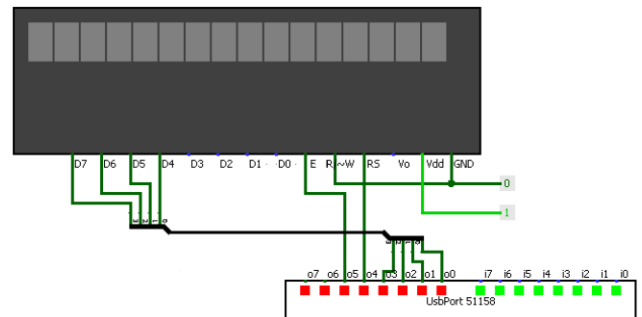 D7 D6 D5 D4 D3 D2 D1 D0 E R/~W RS Vo Vdd GND
0
1
o7 o6 o5 o4 o3 o2 o1 o0 i7 i6 i5 i4 i3 i2 i1 i0
UsbPort 51158